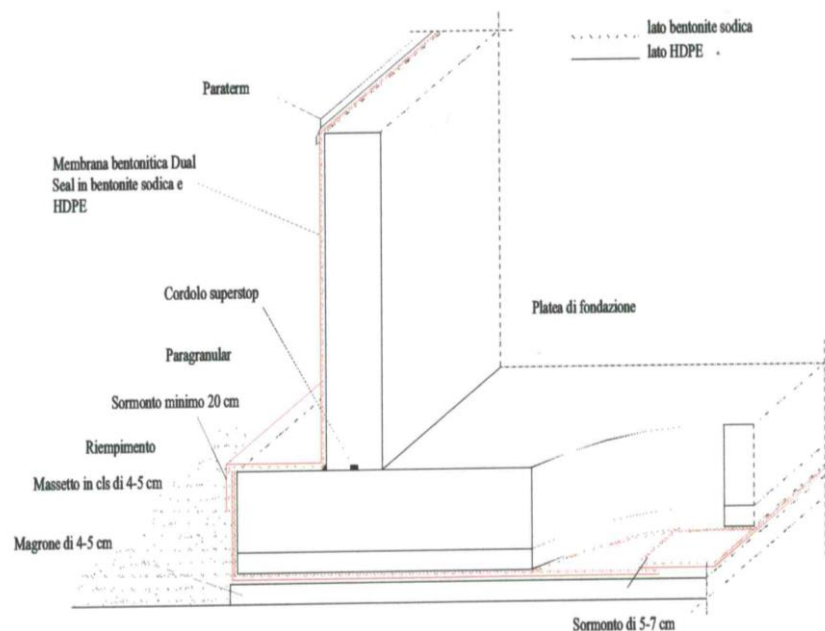 lato bentonite sodica
lato HDPE
Paraterm
Membrana bentonitica Dual
Seal in bentonite sodica e
HDPE
Cordolo superstop
Platea di fondazione
Paragranular
Sormonto minimo 20 cm
Riempimento
Massetto in cls di 4-5 cm
Magrone di 4-5 cm
Sormonto di 5-7 cm